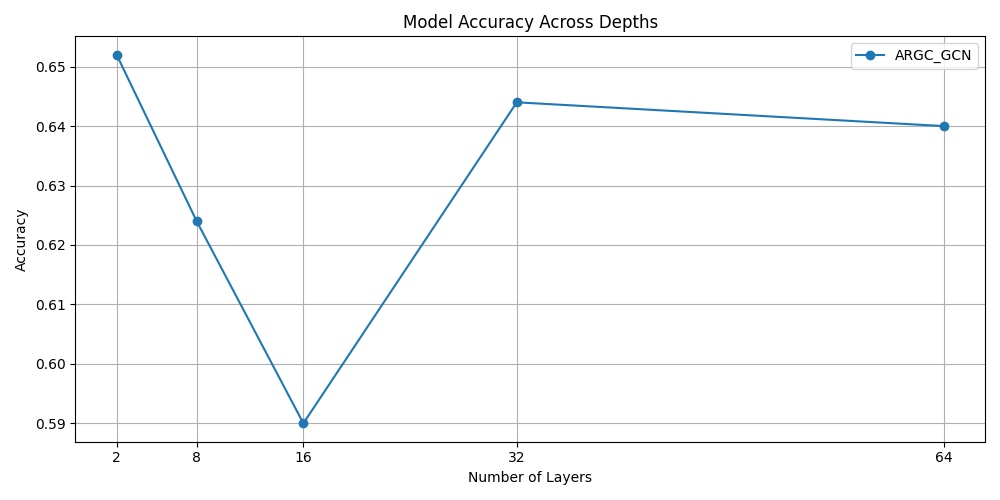 Model Accuracy Across Depths
ARGC_GCN
0.65
0.64
0.63
0.62
0.61
0.60
0.59
Accuracy
2 8 16 32 64
Number of Layers